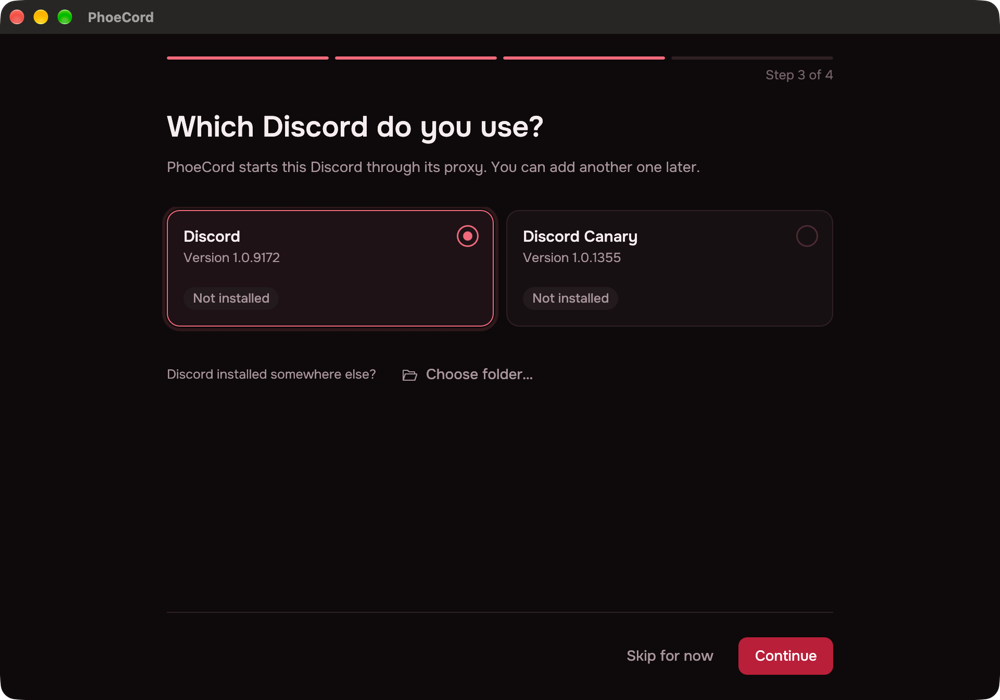 PhoeCord
Step 3 of 4
Which Discord do you use?
PhoeCord starts this Discord through its proxy. You can add another one later.
Discord
Version 1.0.9172
Not installed
Discord Canary
Version 1.0.1355
Not installed
Discord installed somewhere else?
Choose folder...
Skip for now
Continue